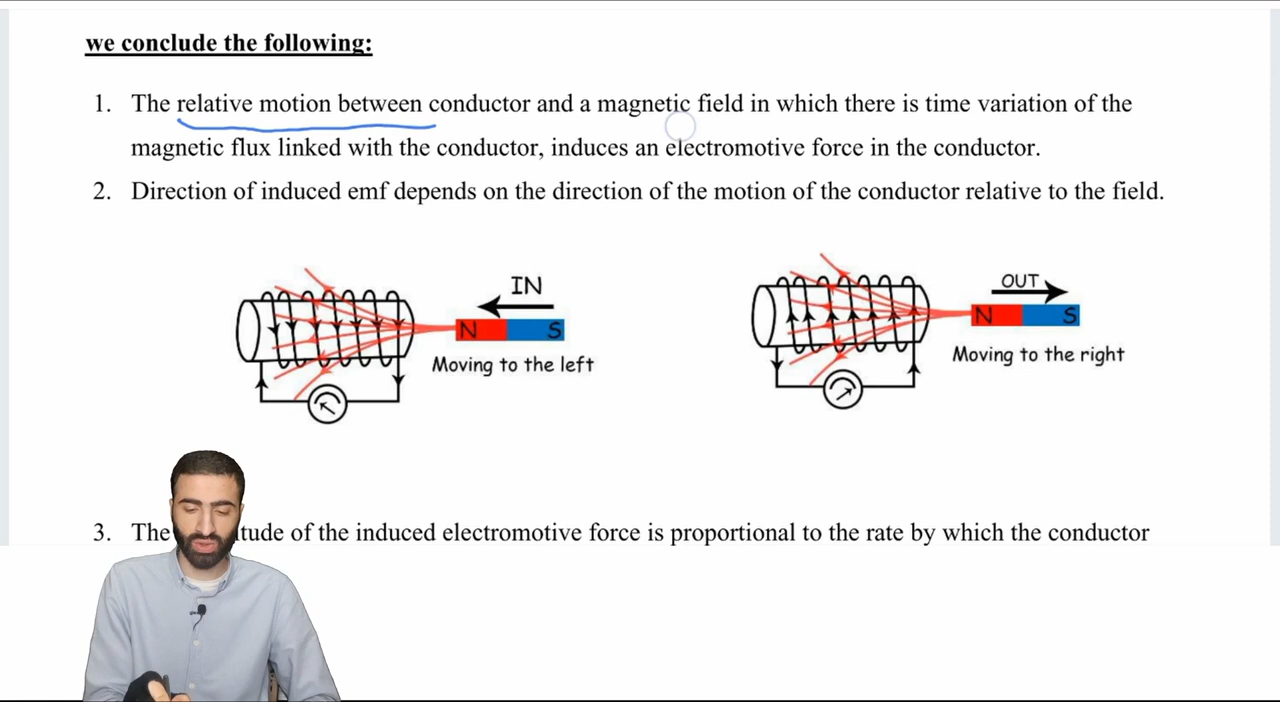 we conclude the following:
1. The relative motion between conductor and a magnetic field in which there is time variation of the
magnetic flux linked with the conductor, induces an electromotive force in the conductor.
2. Direction of induced emf depends on the direction of the motion of the conductor relative to the field.
IN
N S
Moving to the left
OUT
N S
Moving to the right
3. The tude of the induced electromotive force is proportional to the rate by which the conductor